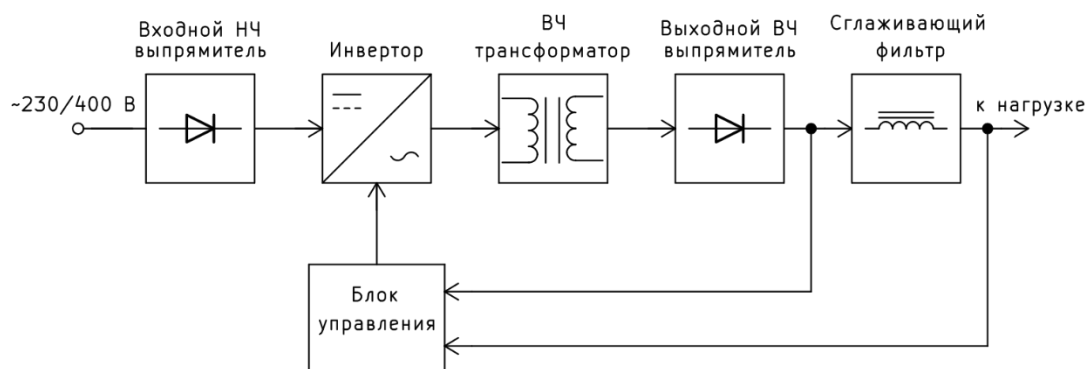 Входной НЧ
выпрямитель
Инвертор
ВЧ
трансформатор
Выходной ВЧ
выпрямитель
Сглаживающий
фильтр
~230/400 В
к нагрузке
Блок
управления